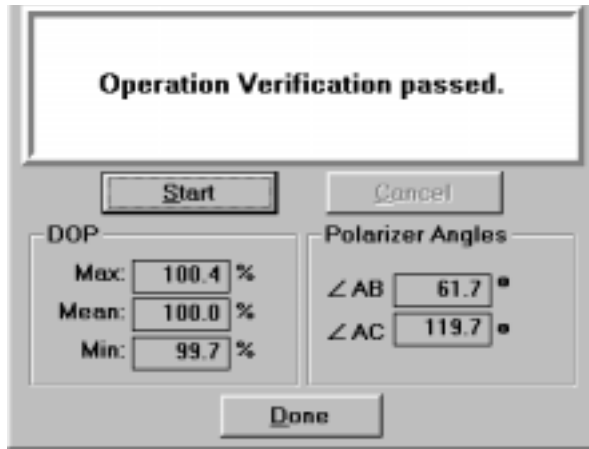 Operation Verification passed.
Start
Cancel
DOP
Max: 100.4 %
Mean: 100.0 %
Min: 99.7 %
Polarizer Angles
∠AB 61.7 °
∠AC 119.7 °
Done